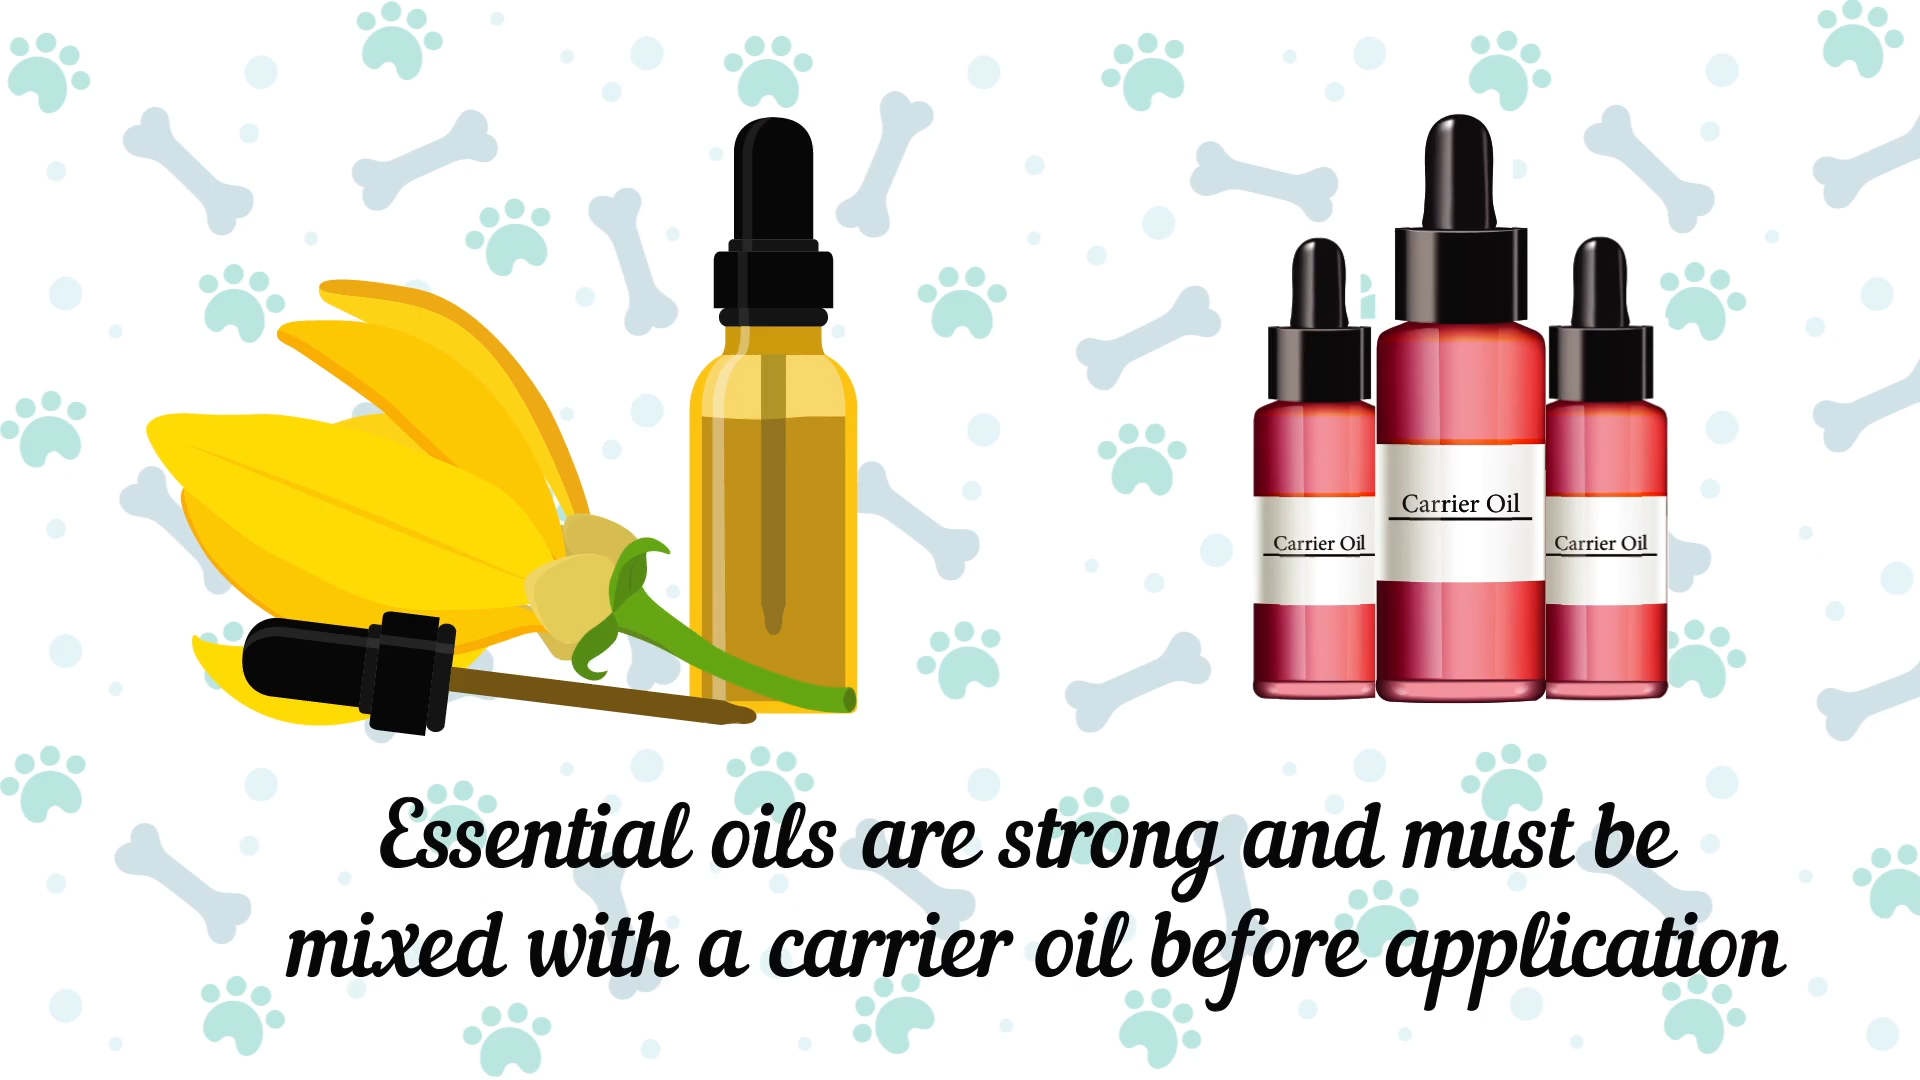 Carrier Oil
Carrier Oil
Carrier Oil
Essential oils are strong and must be
mixed with a carrier oil before application